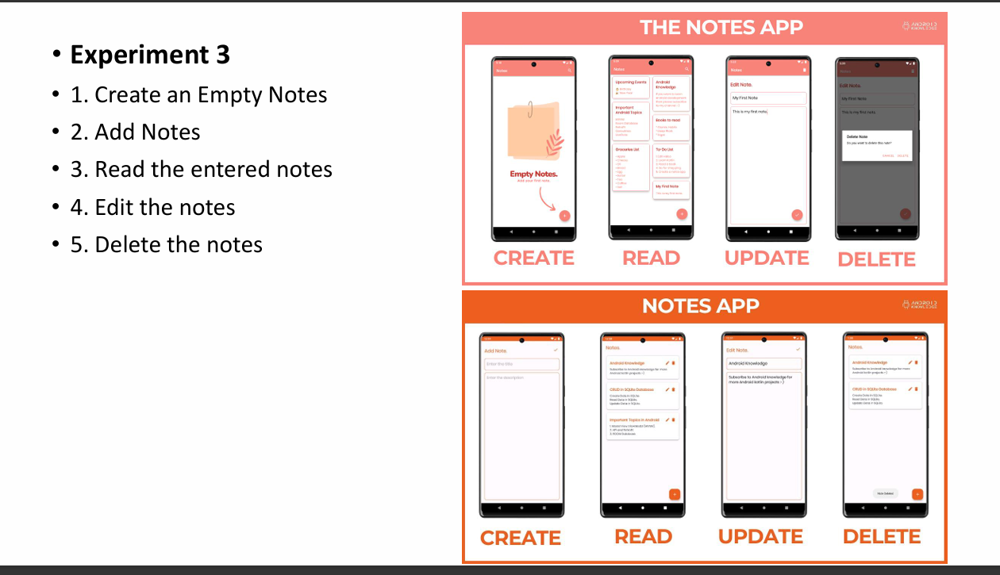 • Experiment 3
• 1. Create an Empty Notes
• 2. Add Notes
• 3. Read the entered notes
• 4. Edit the notes
• 5. Delete the notes
THE NOTES APP
ANDROID
KNOWLEDGE
Notes
Empty Notes.
Add your first note.
CREATE
Notes
Upcoming Events
Important
Android Topics
Groceries List
Android
Knowledge
Books to read
To Do List
My First Note
READ
Notes
Edit Note.
My First Note
This is my first note.
UPDATE
Notes
Edit Note.
My First Note
This is my first note.
Delete Note
Do you want to delete this note?
CANCEL DELETE
DELETE
NOTES APP
ANDROID
KNOWLEDGE
Add Note.
Enter the title
Enter the description
CREATE
Notes.
Android Knowledge
Subscribe to Android knowledge for more
Android Kotlin projects :-)
CRUD in SQLite Database
Create Data in SQLite.
Read Data in SQLite.
Update Data in SQLite.
Important Topics in Android
READ
Edit Note.
Android Knowledge
Subscribe to Android knowledge for
more Android Kotlin projects :-)
UPDATE
Notes.
Android Knowledge
Subscribe to Android knowledge for more
Android Kotlin projects :-)
CRUD in SQLite Database
Create Data in SQLite.
Read Data in SQLite.
Update Data in SQLite.
Note Deleted
DELETE